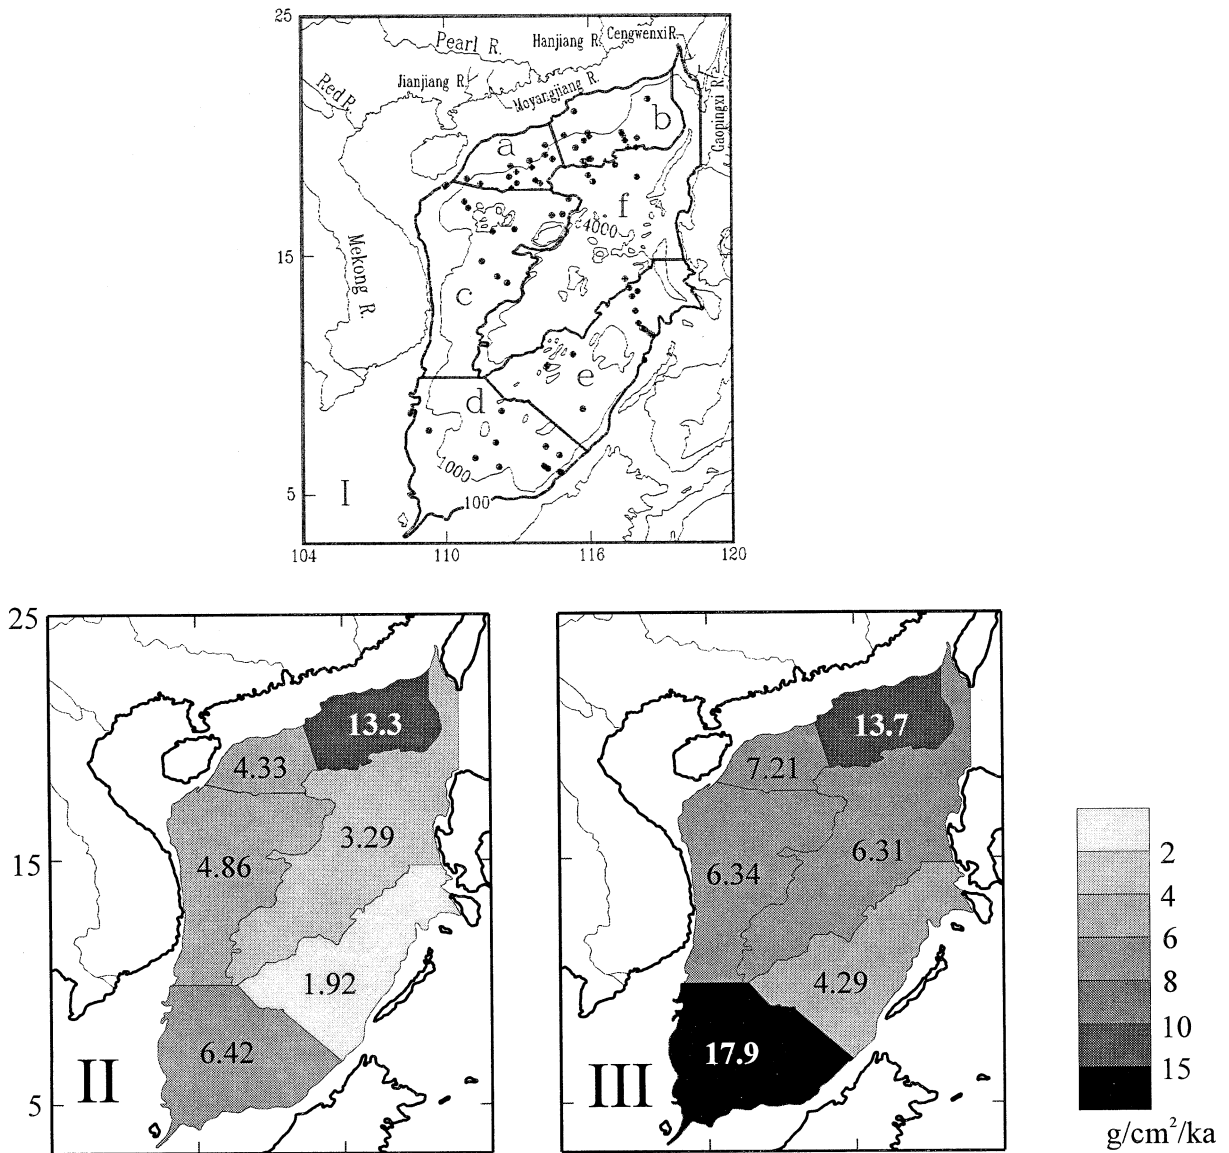 25
Pearl R.
Hanjiang R.
Cengwenxi R.
Red R.
Jianjiang R.
Moyangjiang R.
Gaopingxi R.
a
b
f
4000
Mekong R.
15
c
e
d
1000
100
5
I
104
110
116
120
25
13.3
4.33
3.29
4.86
15
1.92
6.42
II
5
13.7
7.21
6.31
6.34
4.29
17.9
III
2
4
6
8
10
15
g/cm²/ka